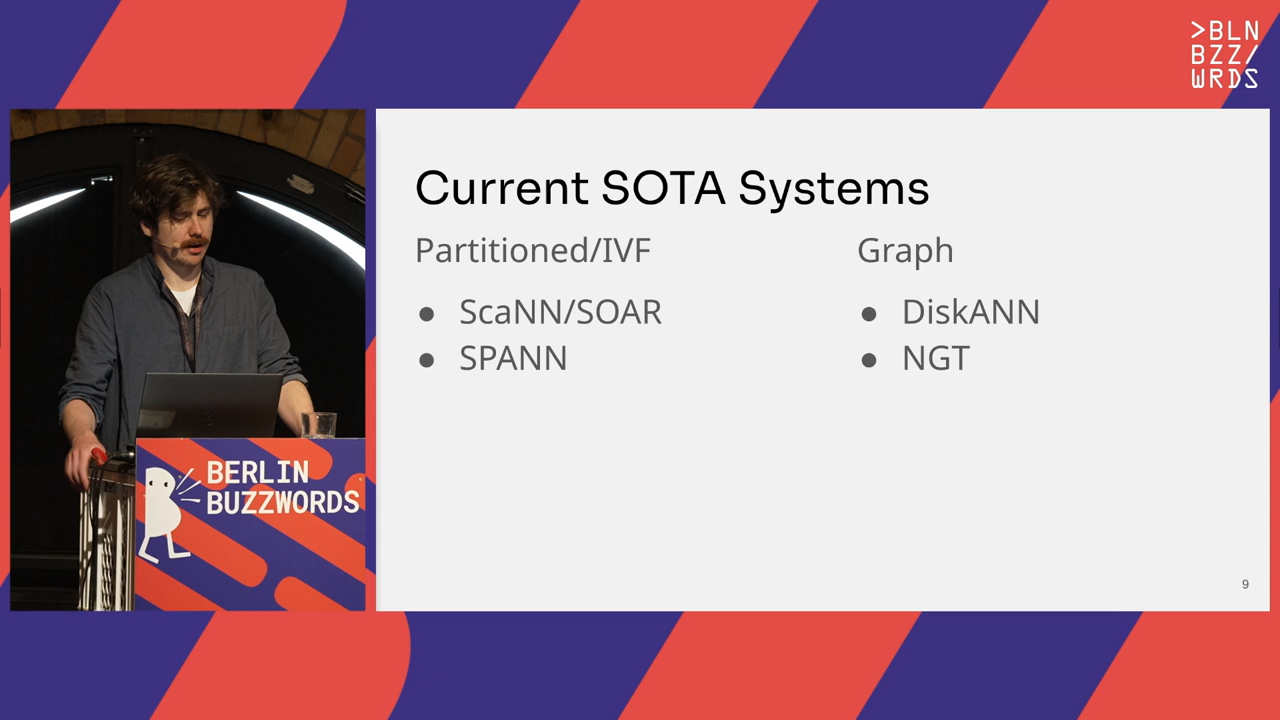 >BLN
BZZ/
WRDS
Current SOTA Systems
Partitioned/IVF
● ScaNN/SOAR
● SPANN
Graph
● DiskANN
● NGT
9
BERLIN
BUZZWORDS